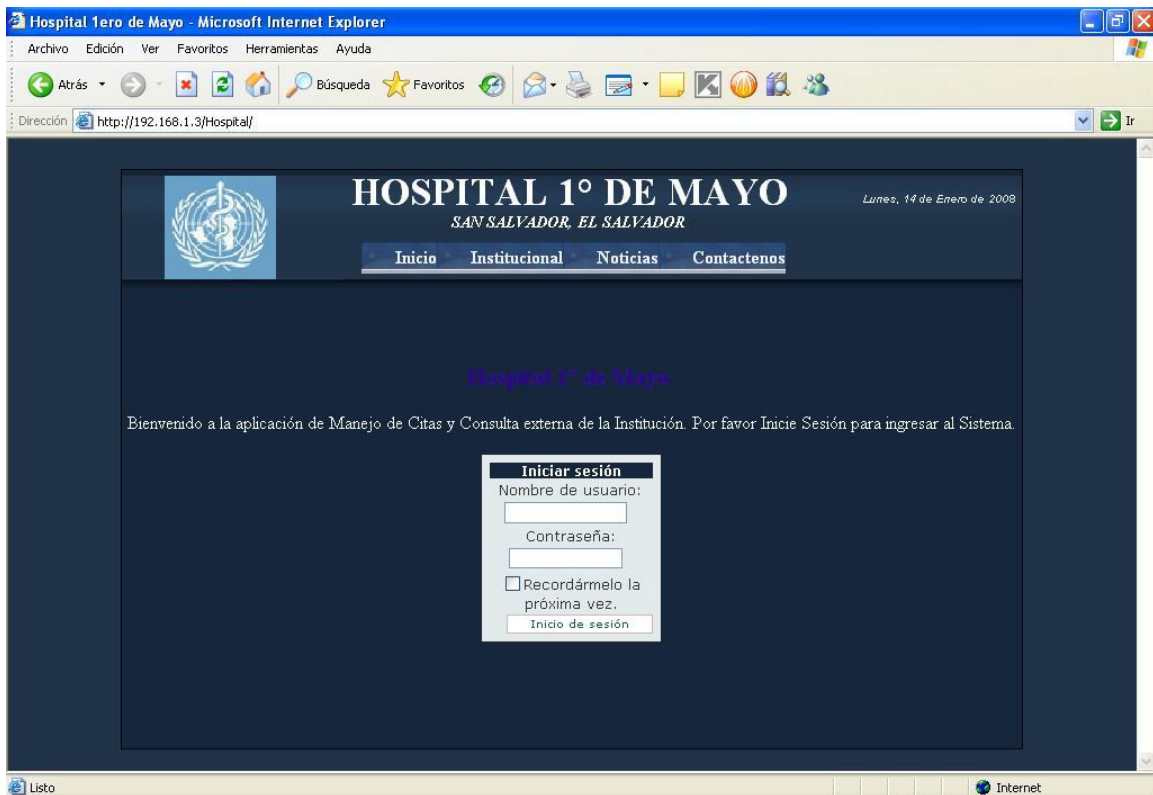 Hospital 1ero de Mayo - Microsoft Internet Explorer
Archivo Edición Ver Favoritos Herramientas Ayuda
Atrás Búsqueda Favoritos
Dirección http://192.168.1.3/Hospital/ Ir
HOSPITAL 1° DE MAYO
Lunes, 14 de Enero de 2008
SAN SALVADOR, EL SALVADOR
Inicio Institucional Noticias Contactenos
Hospital 1° de Mayo
Bienvenido a la aplicación de Manejo de Citas y Consulta externa de la Institución. Por favor Inicie Sesión para ingresar al Sistema.
Iniciar sesión
Nombre de usuario:
Contraseña:
Recordármelo la
próxima vez.
Inicio de sesión
Listo Internet